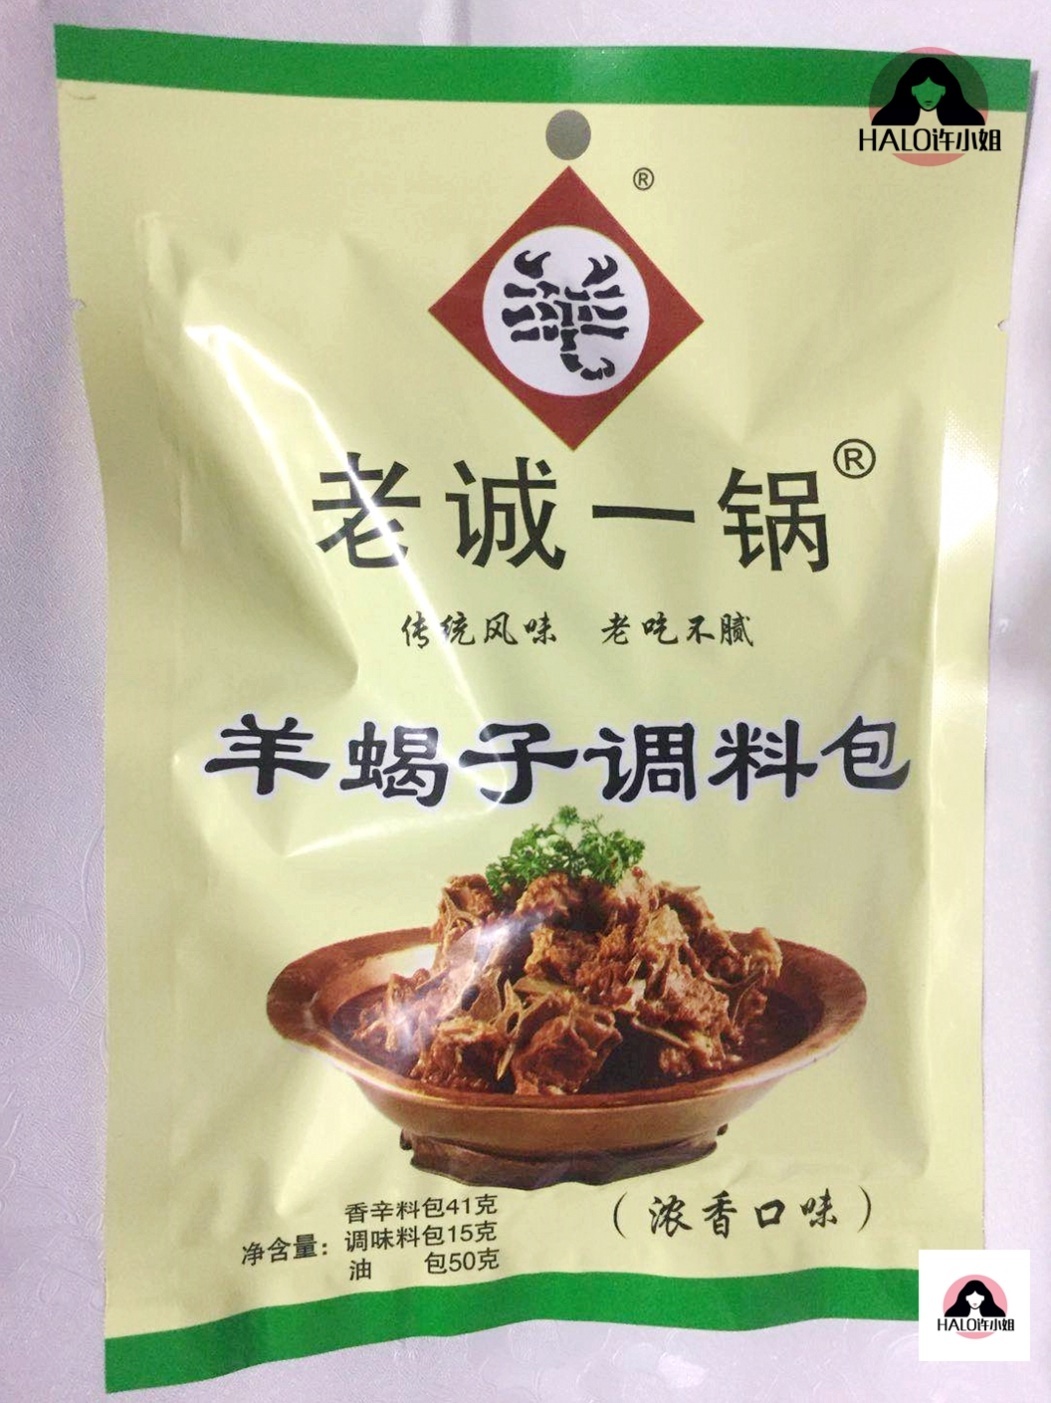 HALO许小姐
®
老诚一锅®
传统风味 老吃不腻
羊蝎子调料包
净含量：
香辛料包41克
调味料包15克
油 包50克
（浓香口味）
HALO许小姐